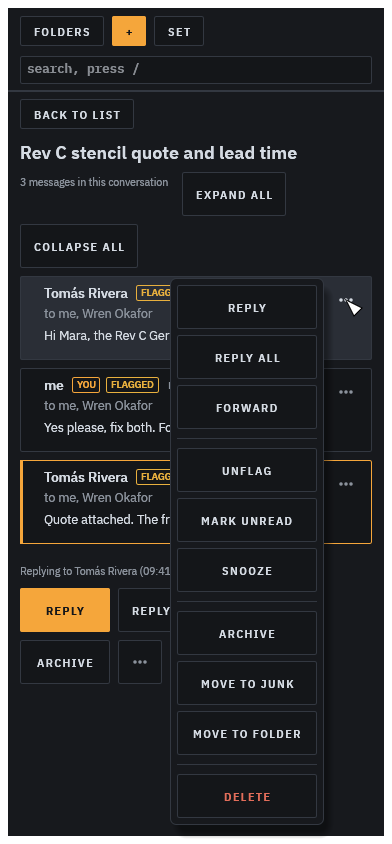 FOLDERS + SET
search, press /
BACK TO LIST
Rev C stencil quote and lead time
3 messages in this conversation EXPAND ALL
COLLAPSE ALL
Tomás Rivera
to me, Wren Okafor
Hi Mara, the Rev C
me YOU FLAGGED
to me, Wren Okafor
Yes please, fix both.
Tomás Rivera
to me, Wren Okafor
Quote attached. The
Replying to Tomás Rivera (09:41
REPLY REPLY
ARCHIVE •••
REPLY
REPLY ALL
FORWARD
UNFLAG
MARK UNREAD
SNOOZE
ARCHIVE
MOVE TO JUNK
MOVE TO FOLDER
DELETE